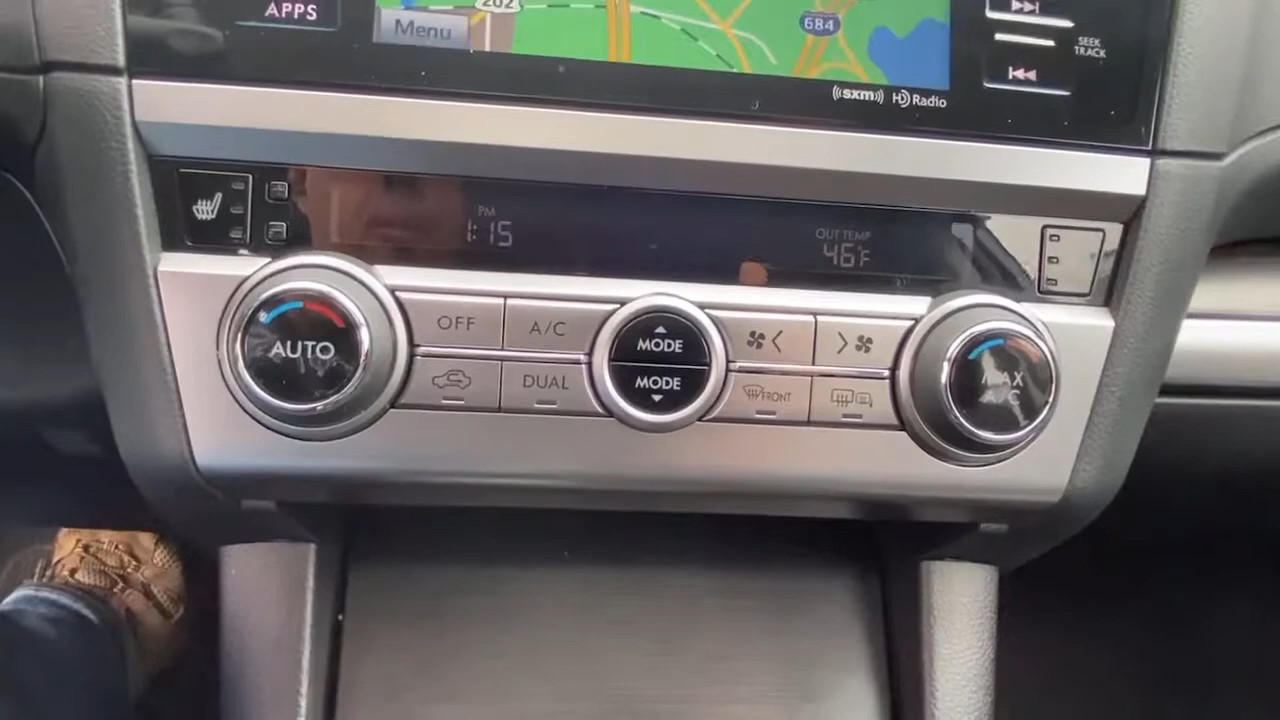 APPS
Menu
202
684
SEEK
TRACK
((sxm)) HD Radio
PM
1:15
OUT TEMP
46°F
AUTO
OFF
A/C
MODE
MODE
DUAL
FRONT
MAX
A/C